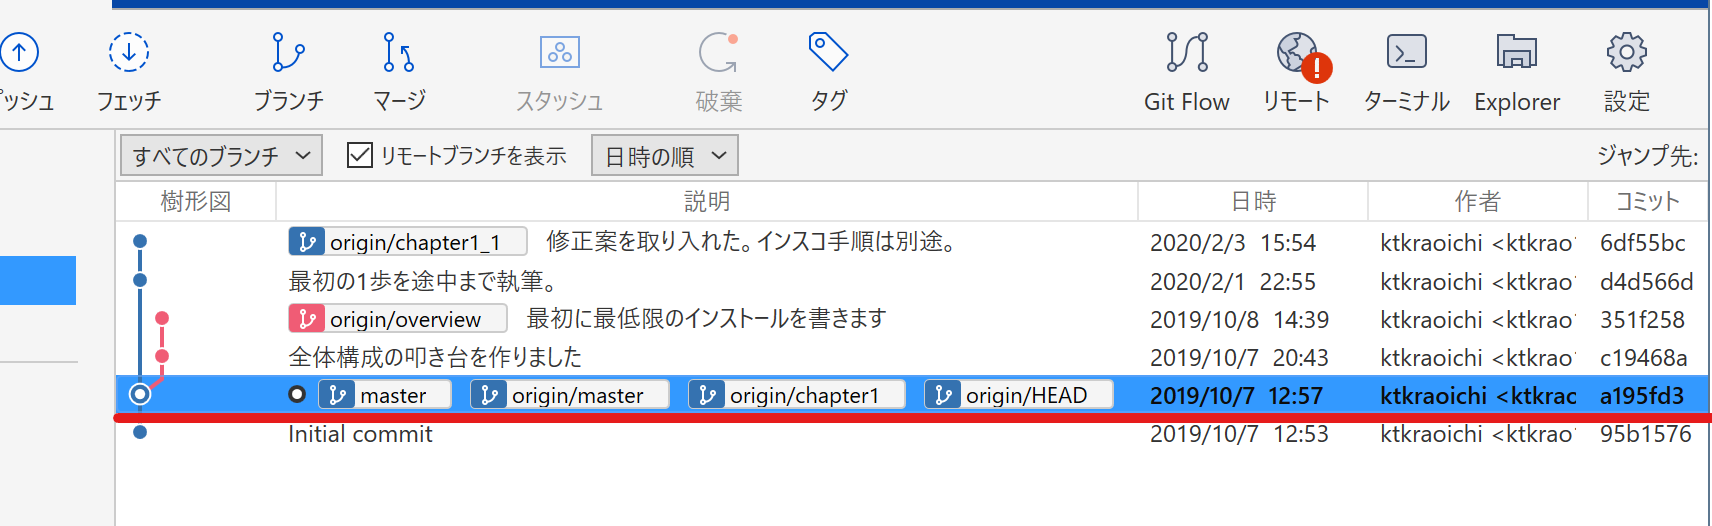 ッシュ フェッチ ブランチ マージ スタッシュ 破棄 タグ Git Flow リモート ターミナル Explorer 設定
すべてのブランチ リモートブランチを表示 日時の順 ジャンプ先:
樹形図 説明 日時 作者 コミット
origin/chapter1_1 修正案を取り入れた。インスコ手順は別途。 2020/2/3 15:54 ktkraoichi <ktkrao 6df55bc
最初の1歩を途中まで執筆。 2020/2/1 22:55 ktkraoichi <ktkrao d4d566d
origin/overview 最初に最低限のインストールを書きます 2019/10/8 14:39 ktkraoichi <ktkrao 351f258
全体構成の叩き台を作りました 2019/10/7 20:43 ktkraoichi <ktkrao c19468a
master origin/master origin/chapter1 origin/HEAD 2019/10/7 12:57 ktkraoichi <ktkrac a195fd3
Initial commit 2019/10/7 12:53 ktkraoichi <ktkrao 95b1576